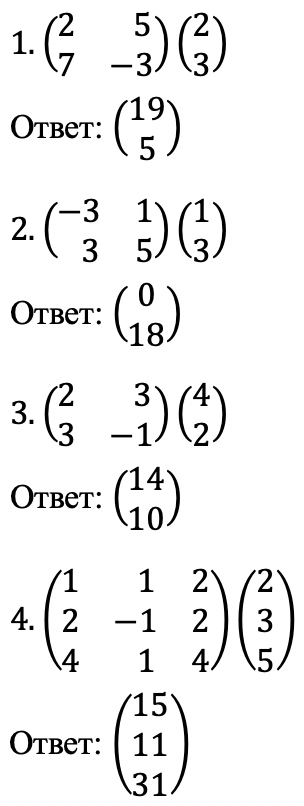 1. (2 5; 7 −3)(2; 3)
Ответ: (19; 5)
2. (−3 1; 3 5)(1; 3)
Ответ: (0; 18)
3. (2 3; 3 −1)(4; 2)
Ответ: (14; 10)
4. (1 1 2; 2 −1 2; 4 1 4)(2; 3; 5)
Ответ: (15; 11; 31)